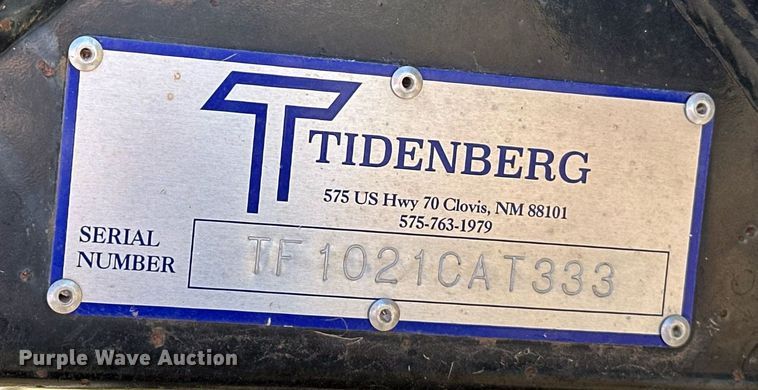 TIDENBERG
575 US Hwy 70 Clovis, NM 88101
575-763-1979
SERIAL
NUMBER
TF1021CAT333
Purple Wave Auction